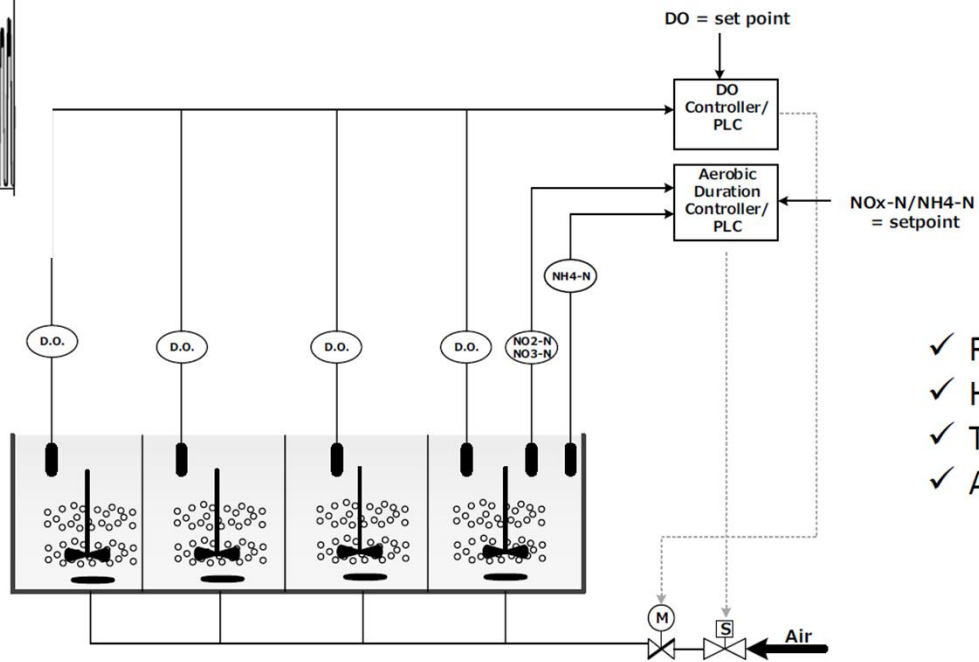 DO = set point
DO
Controller/
PLC
Aerobic
Duration
Controller/
PLC
NOx-N/NH4-N
= setpoint
NH4-N
D.O.
D.O.
D.O.
D.O.
NO2-N
NO3-N
M
S
Air